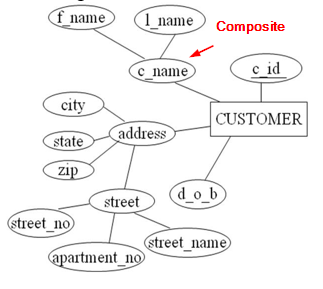 f_name
l_name
Composite
c_name
c_id
city
CUSTOMER
state
address
zip
d_o_b
street
street_no
street_name
apartment_no